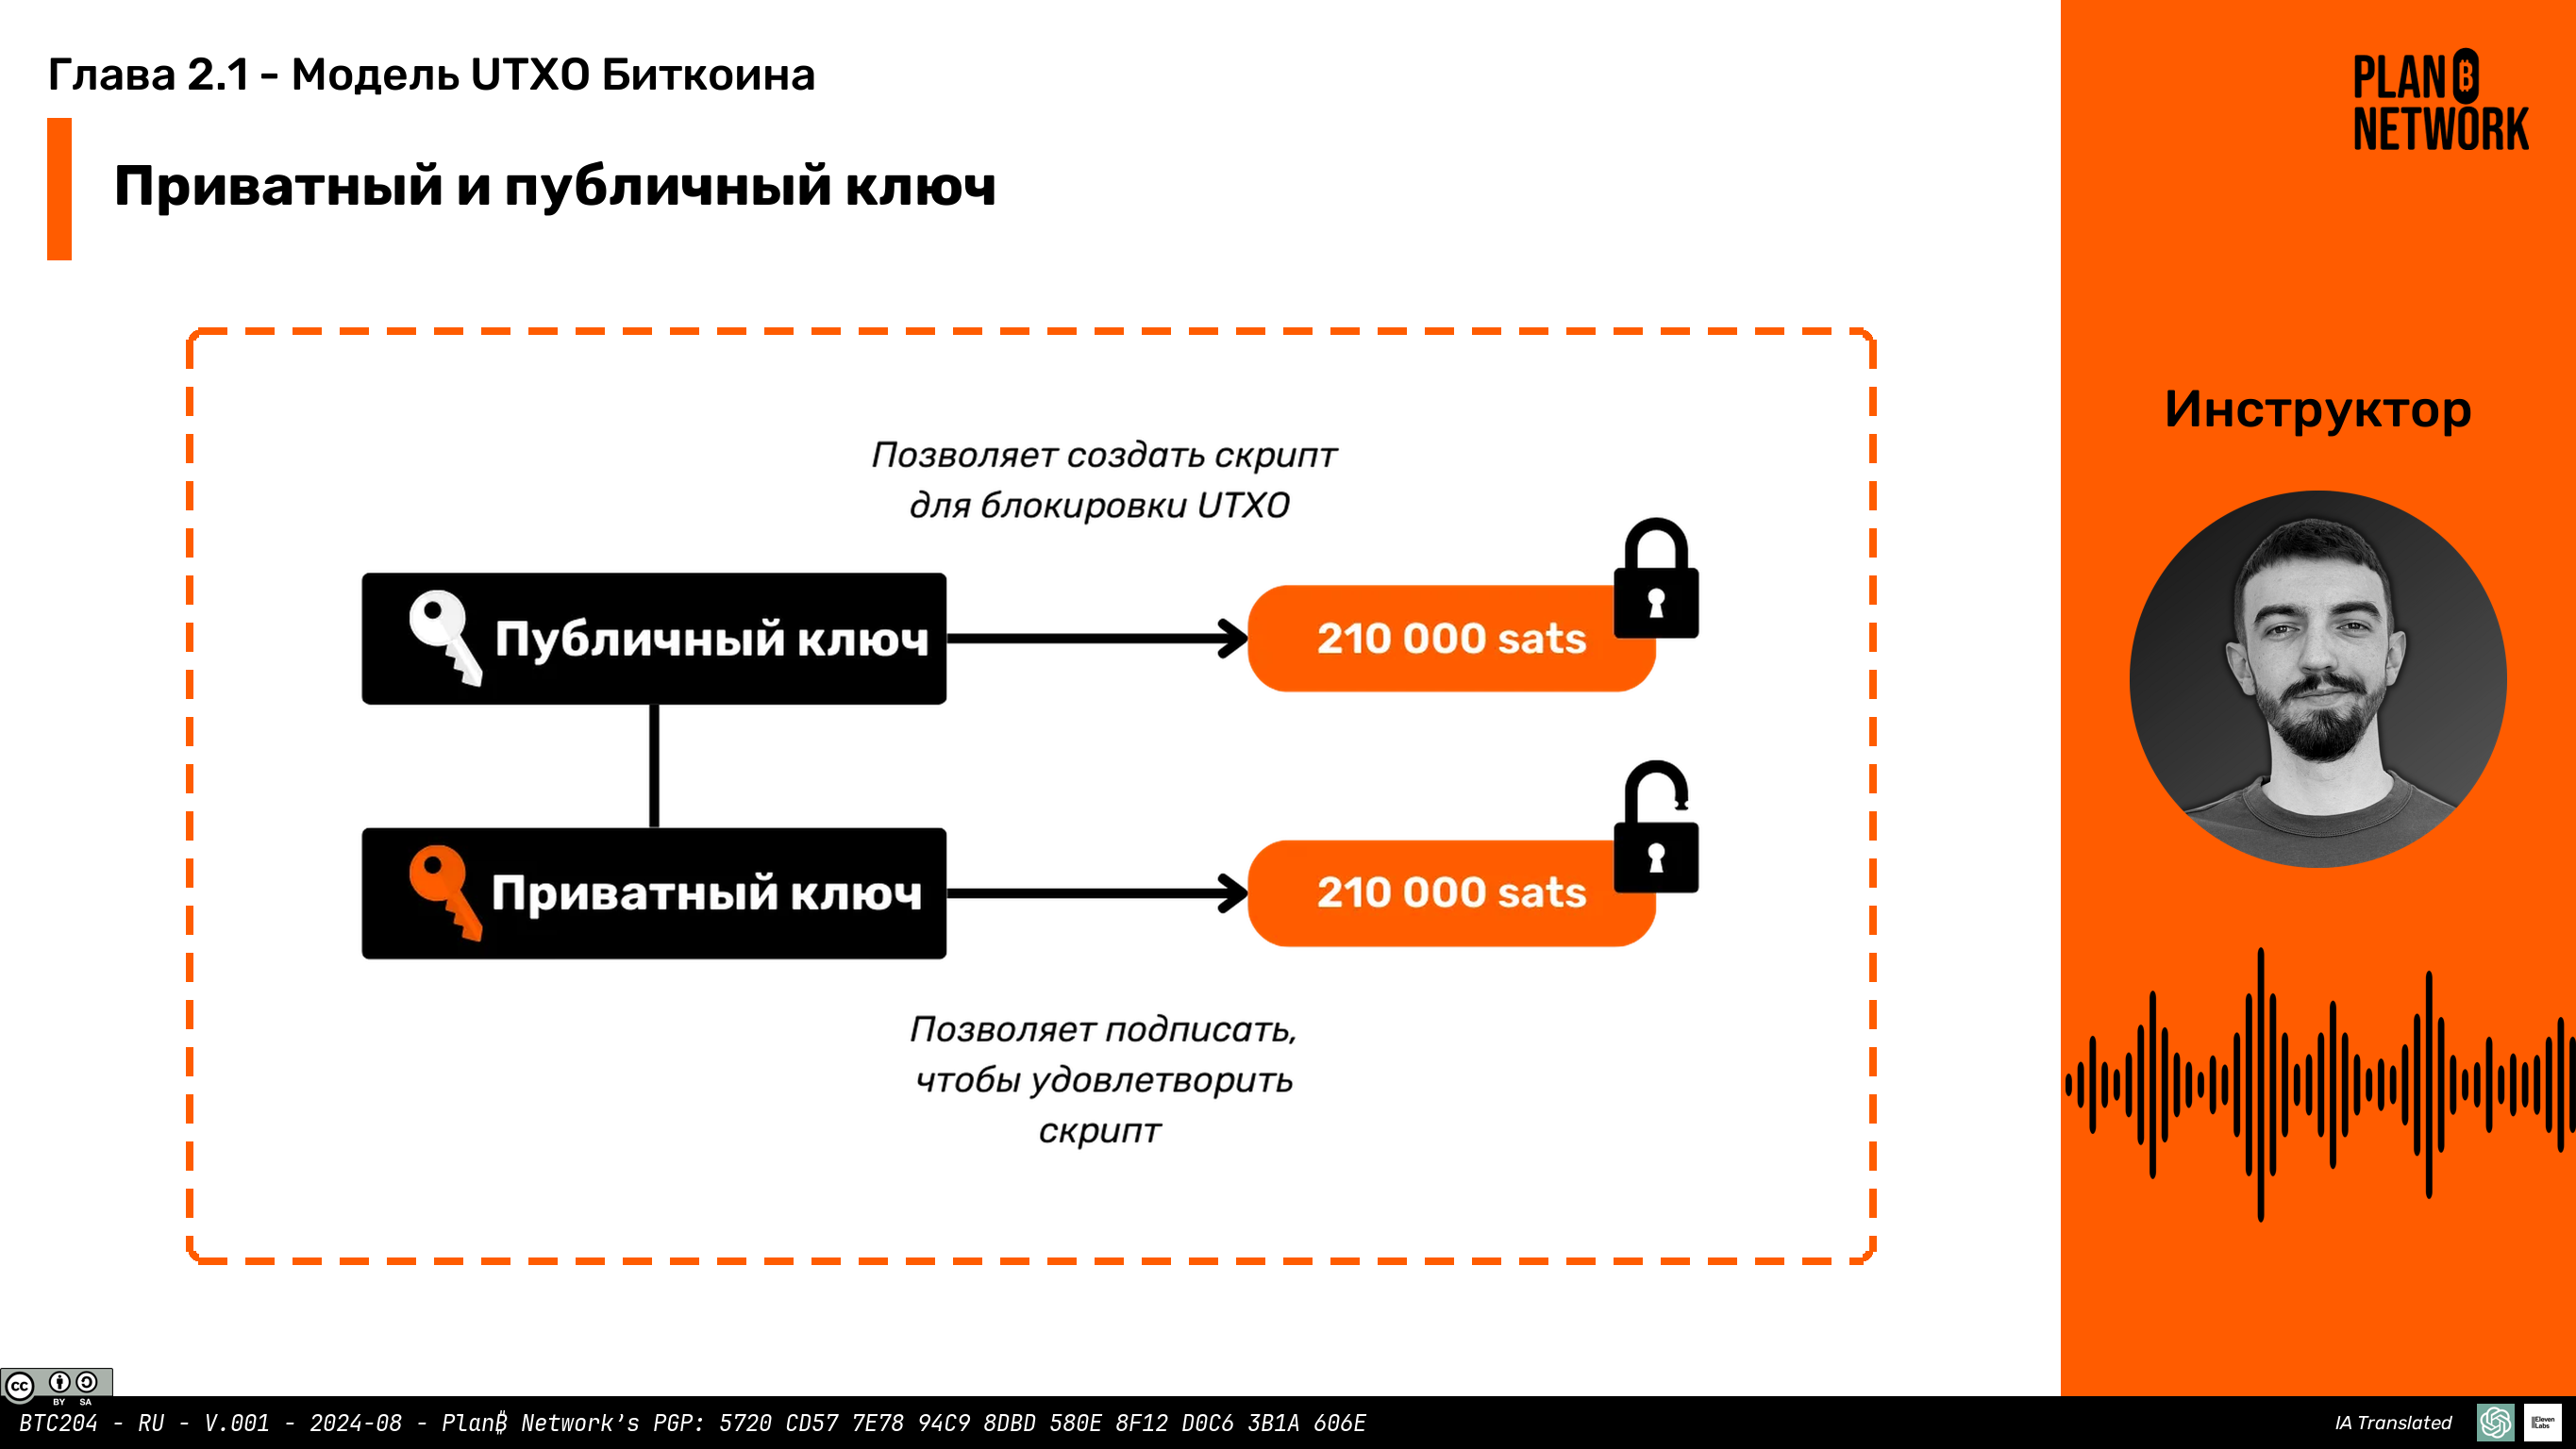 Глава 2.1 - Модель UTXO Биткоина
Приватный и публичный ключ
PLAN ₿
NETWORK
Инструктор
Позволяет создать скрипт
для блокировки UTXO
Публичный ключ
210 000 sats
Приватный ключ
210 000 sats
Позволяет подписать,
чтобы удовлетворить
скрипт
cc
BY SA
BTC204 - RU - V.001 - 2024-08 - Plan₿ Network’s PGP: 5720 CD57 7E78 94C9 8DBD 580E 8F12 D0C6 3B1A 606E
IA Translated
IIEleven
Labs